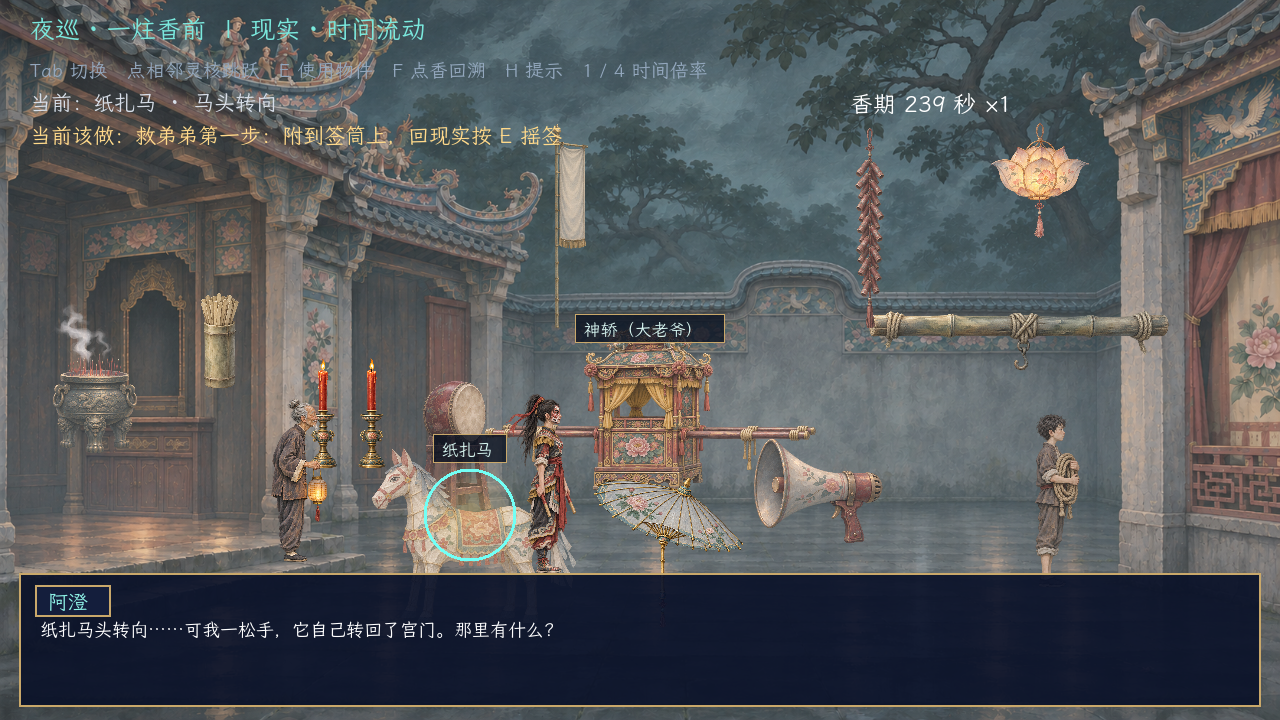 夜巡·一炷香前 | 现实·时间流动
Tab 切换 点相邻灵核跳跃 E 使用物件 F 点香回溯 H 提示 1 / 4 时间倍率
当前: 纸扎马 · 马头转向
香期 239 秒 ×1
当前该做: 救弟弟第一步: 附到签筒上, 回现实按 E 摇签
神轿 (大老爷)
纸扎马
阿澄
纸扎马头转向……可我一松手, 它自己转回了宫门。那里有什么?